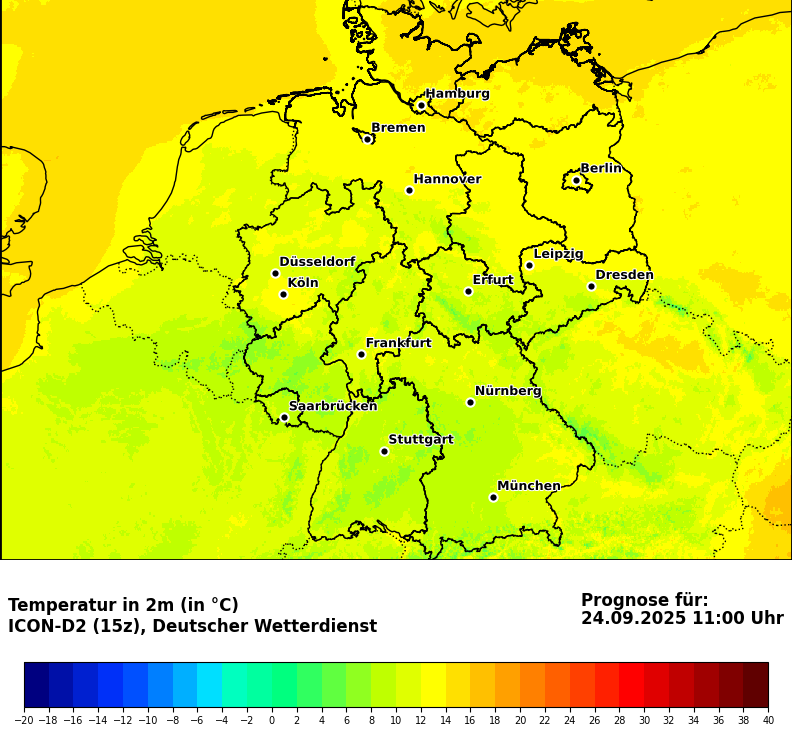 Hamburg
Bremen
Berlin
Hannover
Leipzig
Düsseldorf
Dresden
Köln
Erfurt
Frankfurt
Nürnberg
Saarbrücken
Stuttgart
München
Temperatur in 2m (in °C)
ICON-D2 (15z), Deutscher Wetterdienst
Prognose für:
24.09.2025 11:00 Uhr
−20 −18 −16 −14 −12 −10 −8 −6 −4 −2 0 2 4 6 8 10 12 14 16 18 20 22 24 26 28 30 32 34 36 38 40